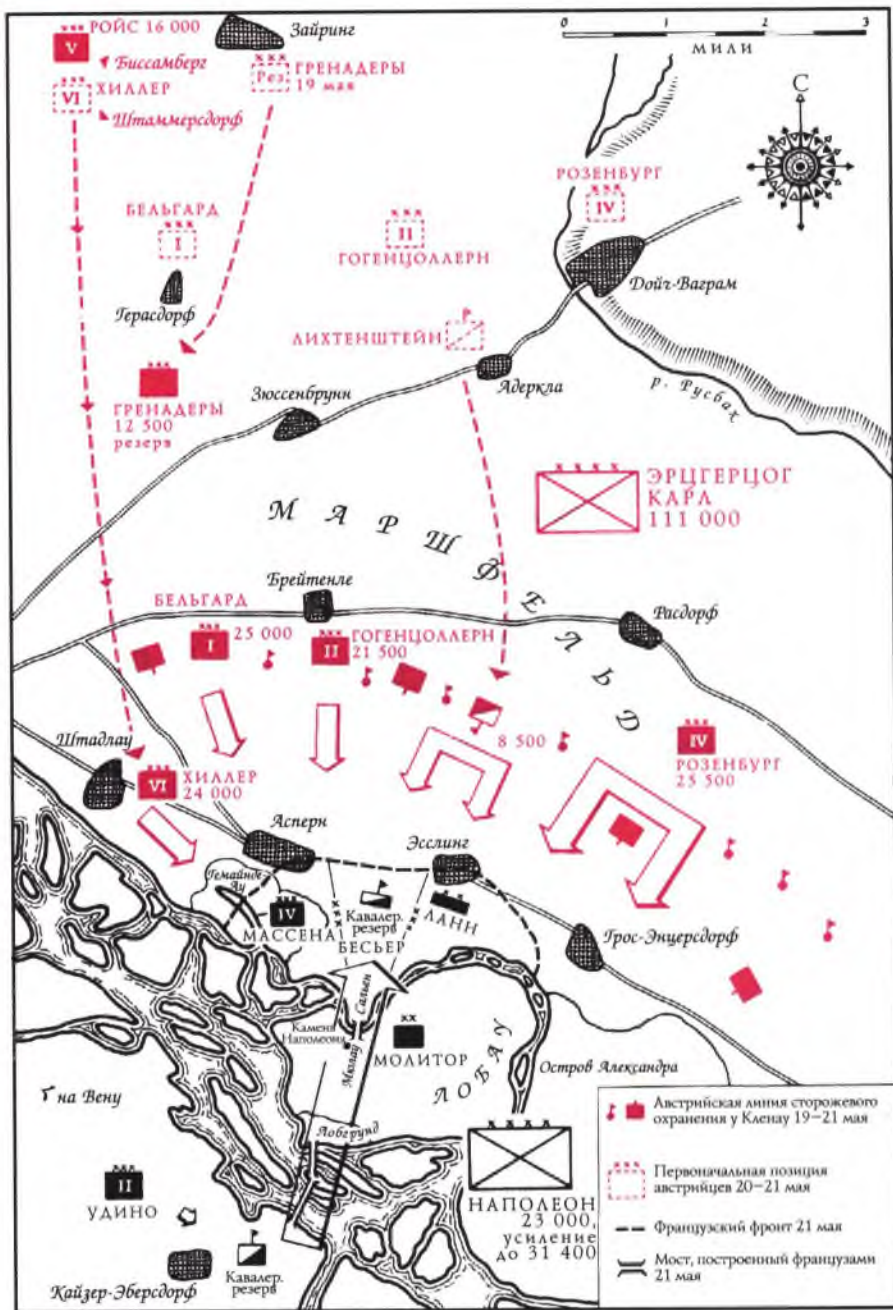 РОЙС 16 000
V
Биссамберг
VI
ХИЛЛЕР
Штаммерсдорф
Зайринг
Рез.
ГРЕНАДЕРЫ
19 мая
0 1 2 3
МИЛИ
С
БЕЛЬГАРД
I
Герасдорф
II
ГОГЕНЦОЛЛЕРН
РОЗЕНБУРГ
IV
Дойч-Ваграм
ЛИХТЕНШТЕЙН
Адеркла
р. Русбах
ГРЕНАДЕРЫ
12 500
резерв
Зюссенбрунн
ЭРЦГЕРЦОГ
КАРЛ
111 000
МАРШФЕЛЬД
Брейтенле
Расдорф
БЕЛЬГАРД
I
25 000
II
ГОГЕНЦОЛЛЕРН
21 500
8 500
IV
РОЗЕНБУРГ
25 500
Штадлау
VI
ХИЛЛЕР
24 000
Асперн
Эсслинг
Гемайнде
Ау
IV
МАССЕНА
Кавалер.
резерв
БЕСЬЕР
ЛАНН
Грос-Энцерсдорф
Сальен
Камень
Наполеона
Мюлау
МОЛИТОР
ЛОБАУ
Остров Александра
на Вену
Лобгрунд
II
УДИНО
НАПОЛЕОН
23 000,
усиление
до 31 400
Кайзер-Эберсдорф
Кавалер.
резерв
Австрийская линия сторожевого
охранения у Кленау 19–21 мая
Первоначальная позиция
австрийцев 20–21 мая
Французский фронт 21 мая
Мост, построенный французами
21 мая